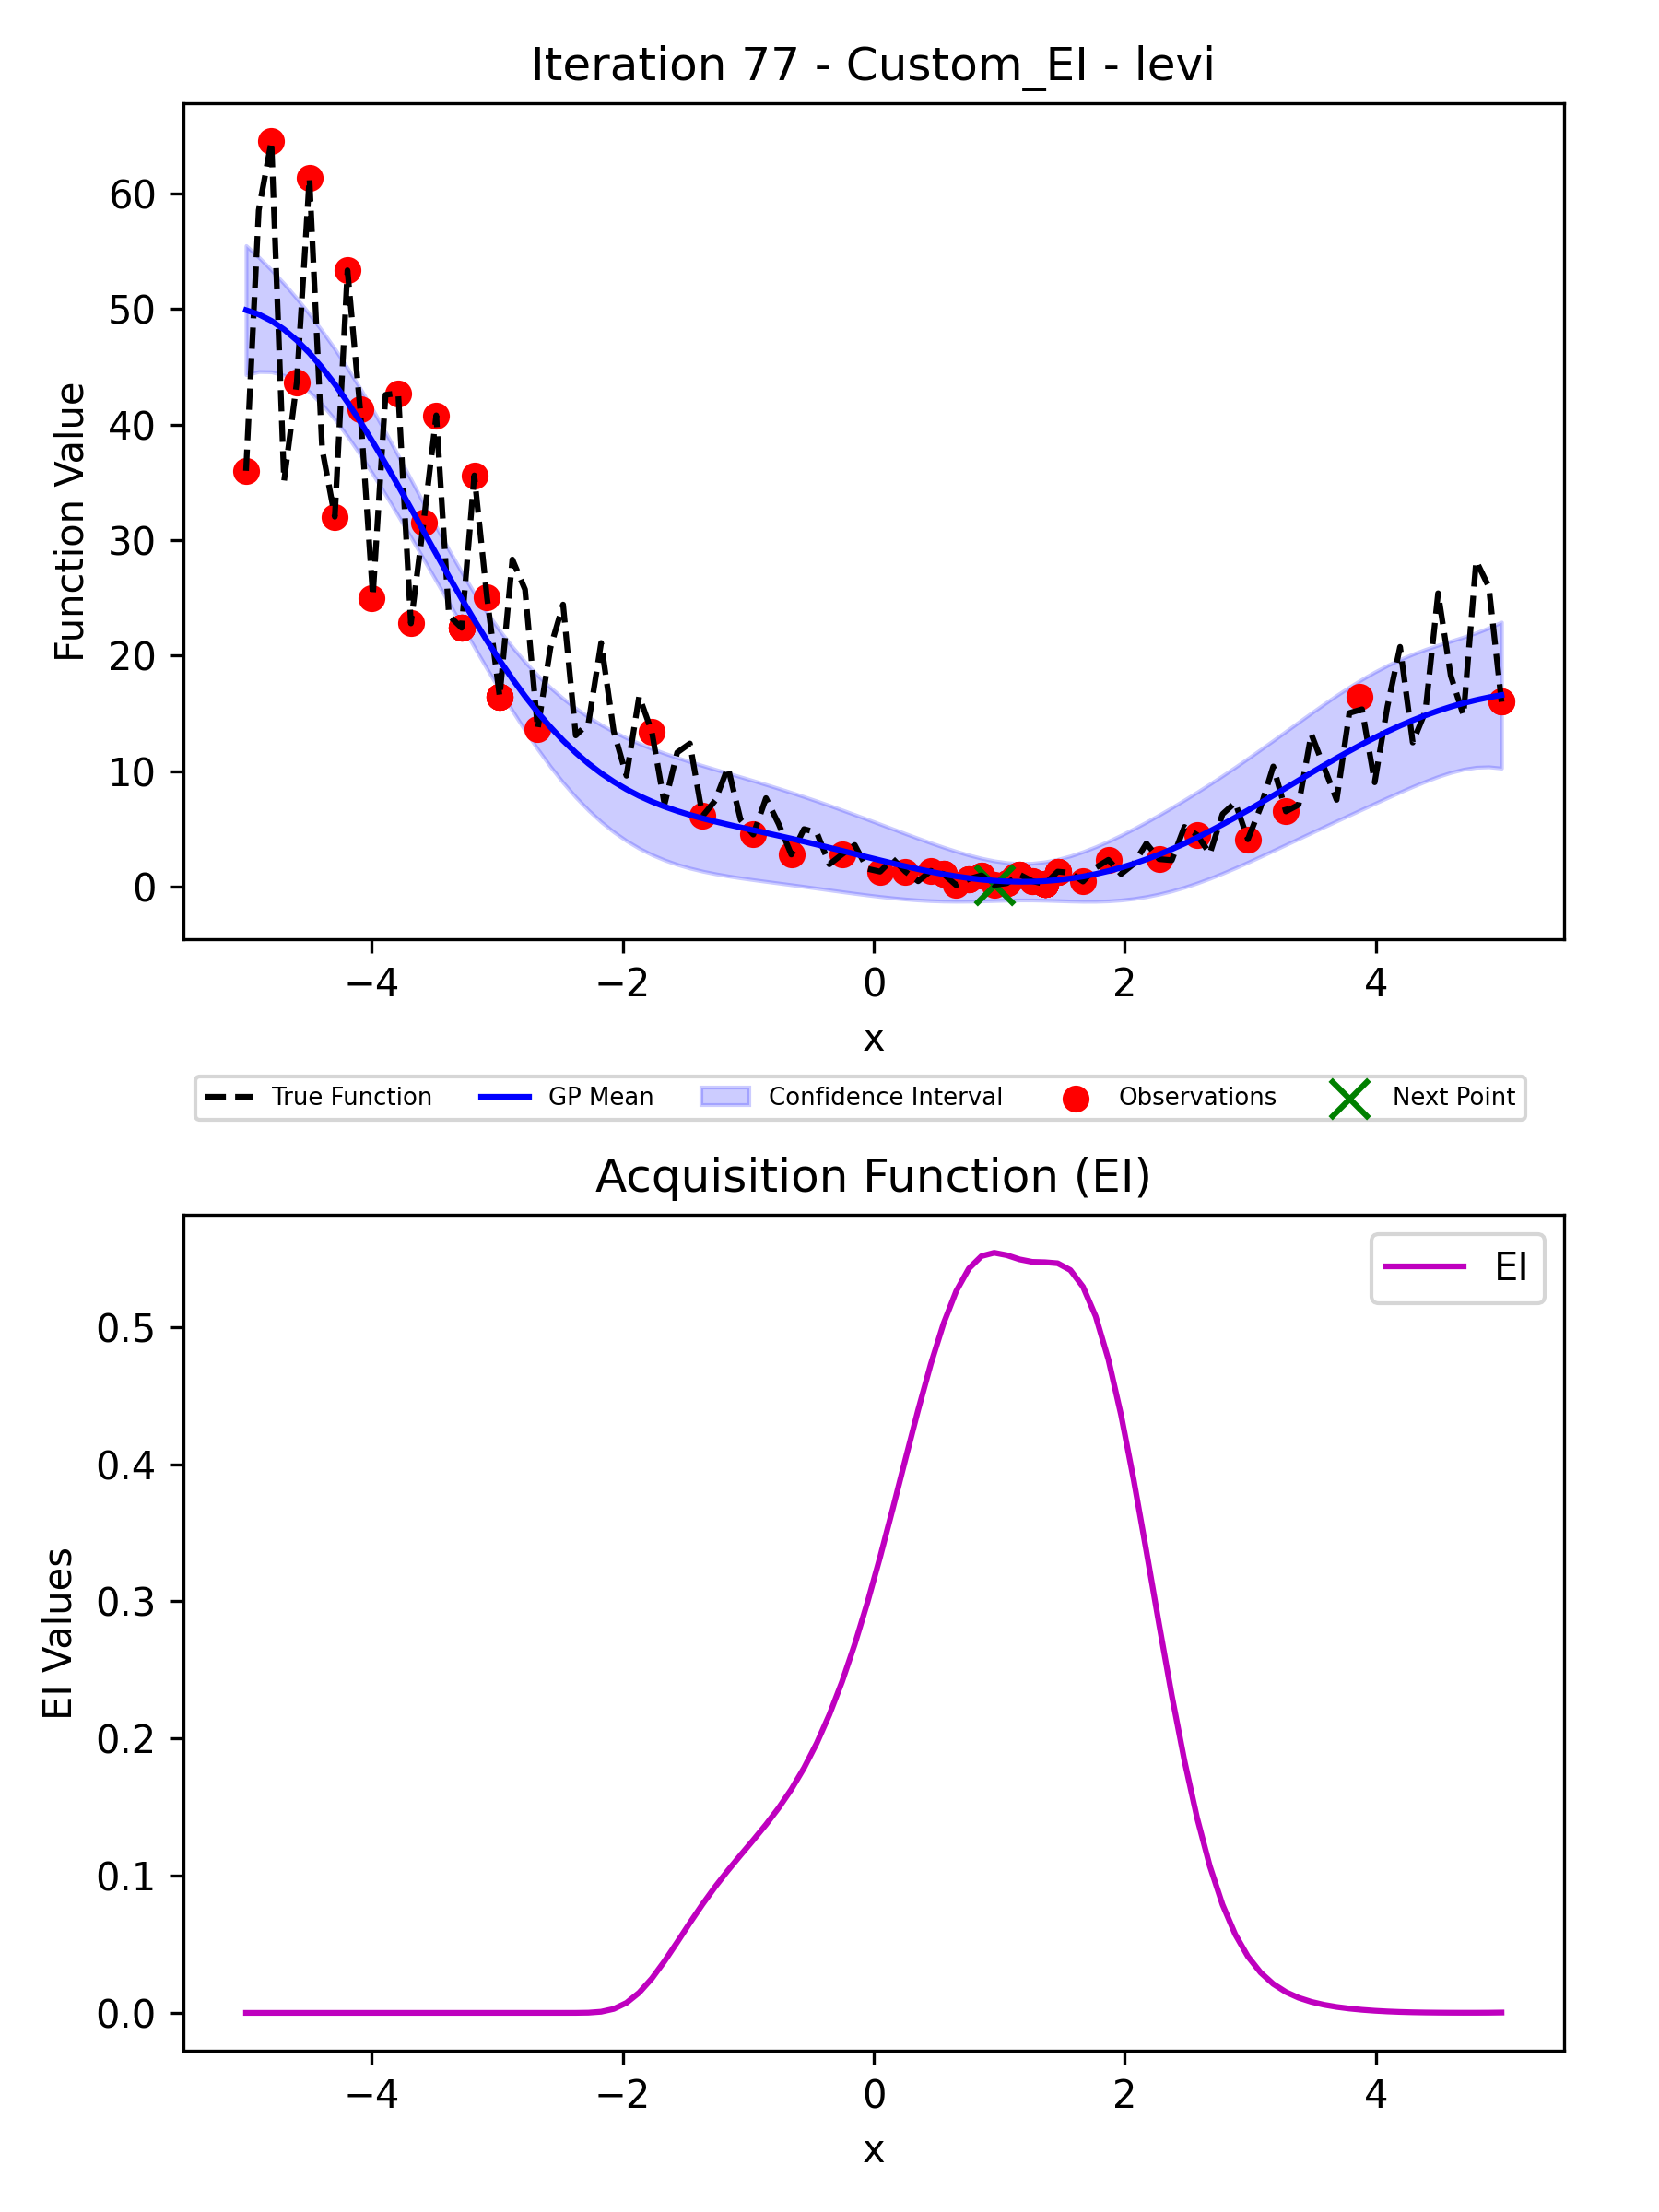 Iteration 77 - Custom_EI - levi
Function Value
60
50
40
30
20
10
0
−4 −2 0 2 4
x
True Function GP Mean Confidence Interval Observations Next Point
Acquisition Function (EI)
EI
EI Values
0.5
0.4
0.3
0.2
0.1
0.0
−4 −2 0 2 4
x